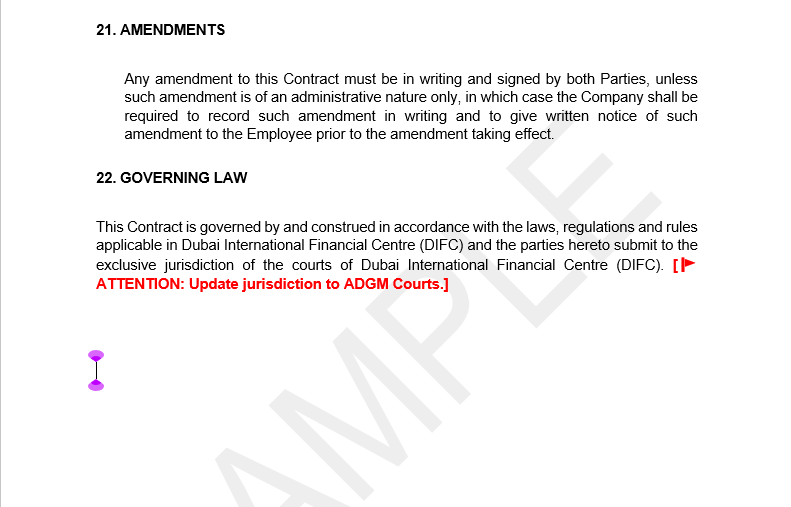 21. AMENDMENTS
Any amendment to this Contract must be in writing and signed by both Parties, unless
such amendment is of an administrative nature only, in which case the Company shall be
required to record such amendment in writing and to give written notice of such
amendment to the Employee prior to the amendment taking effect.
22. GOVERNING LAW
This Contract is governed by and construed in accordance with the laws, regulations and rules
applicable in Dubai International Financial Centre (DIFC) and the parties hereto submit to the
exclusive jurisdiction of the courts of Dubai International Financial Centre (DIFC). [
ATTENTION: Update jurisdiction to ADGM Courts.]
AMPLE